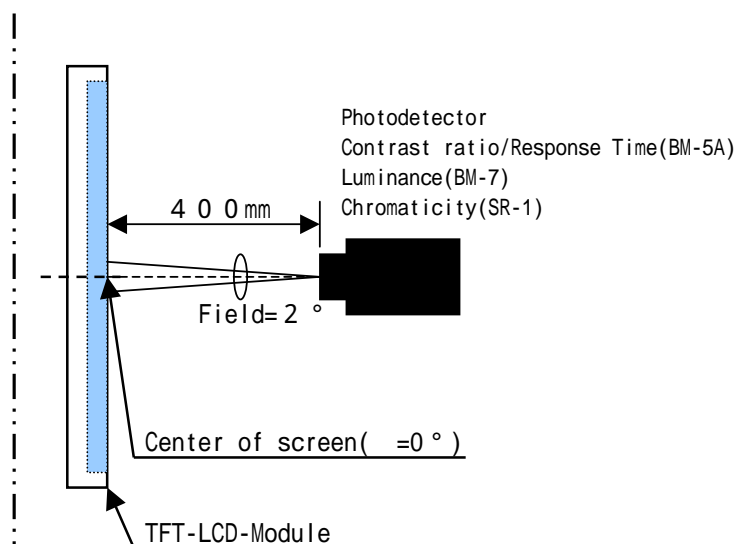 Photodetector
Contrast ratio/Response Time(BM-5A)
Luminance(BM-7)
Chromaticity(SR-1)
400mm
Field=2 °
Center of screen( =0°)
TFT-LCD-Module